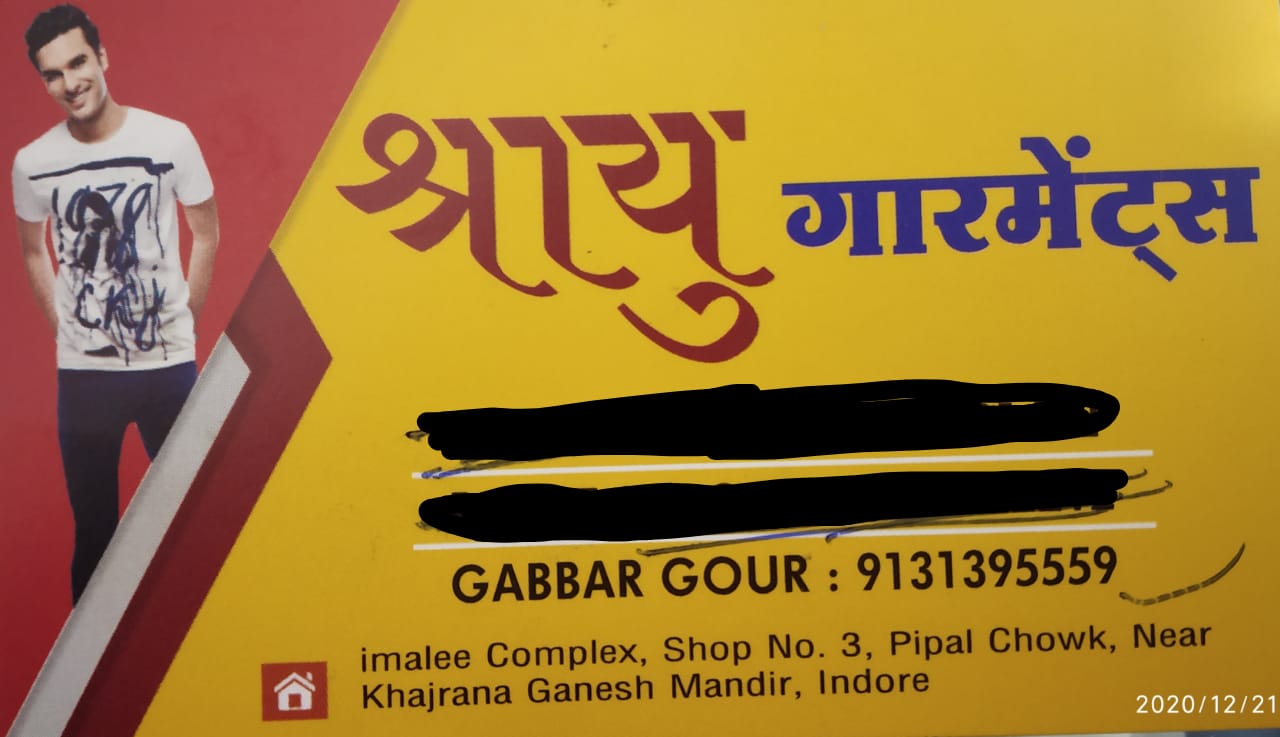 श्रायु गारमेंट्स
GABBAR GOUR : 9131395559
imalee Complex, Shop No. 3, Pipal Chowk, Near
Khajrana Ganesh Mandir, Indore
2020/12/21